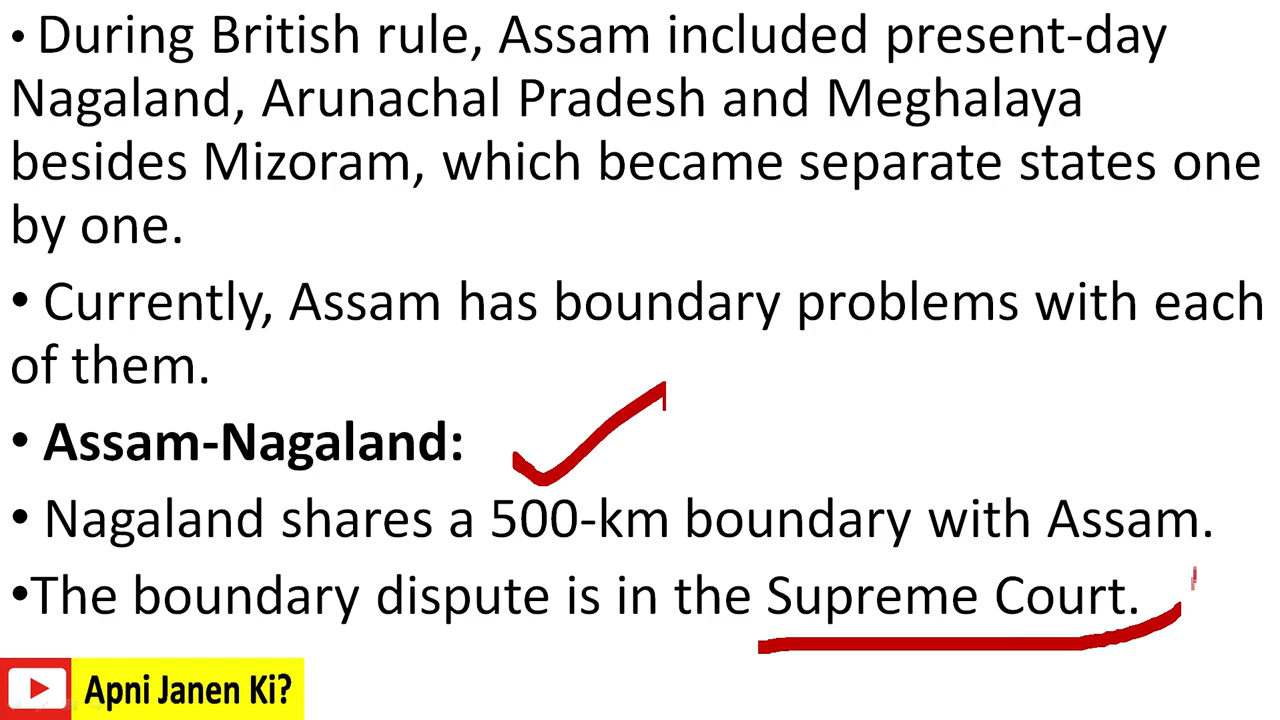 • During British rule, Assam included present-day
Nagaland, Arunachal Pradesh and Meghalaya
besides Mizoram, which became separate states one
by one.
• Currently, Assam has boundary problems with each
of them.
• Assam-Nagaland:
• Nagaland shares a 500-km boundary with Assam.
•The boundary dispute is in the Supreme Court.
Apni Janen Ki?